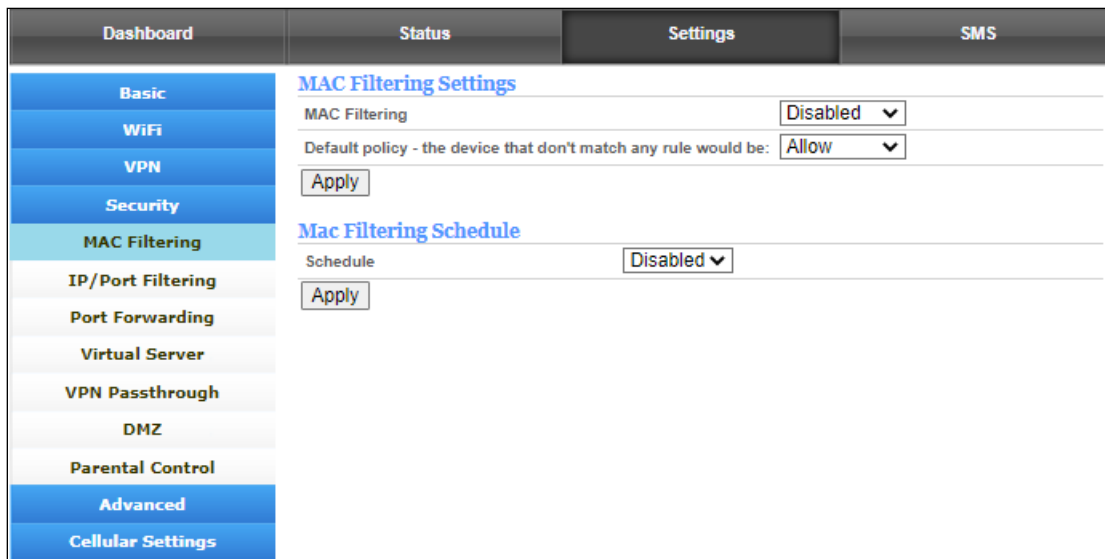 Dashboard Status Settings SMS
Basic
WiFi
VPN
Security
MAC Filtering
IP/Port Filtering
Port Forwarding
Virtual Server
VPN Passthrough
DMZ
Parental Control
Advanced
Cellular Settings
MAC Filtering Settings
MAC Filtering Disabled
Default policy - the device that don't match any rule would be: Allow
Apply
Mac Filtering Schedule
Schedule Disabled
Apply